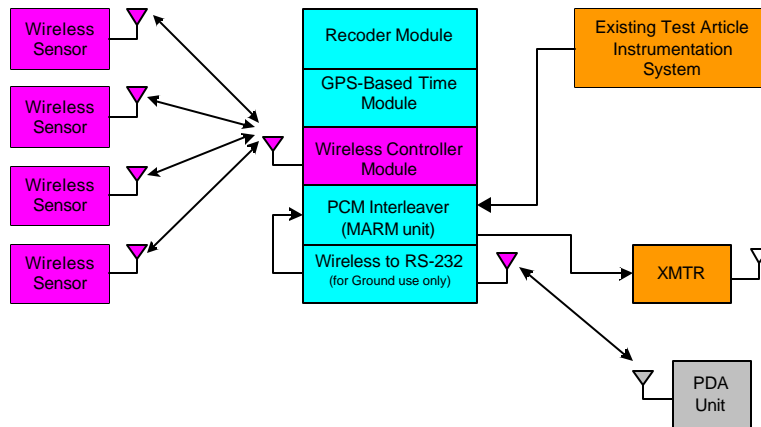 Wireless
Sensor
Wireless
Sensor
Wireless
Sensor
Wireless
Sensor
Recoder Module
GPS-Based Time
Module
Wireless Controller
Module
PCM Interleaver
(MARM unit)
Wireless to RS-232
(for Ground use only)
Existing Test Article
Instrumentation
System
XMTR
PDA
Unit